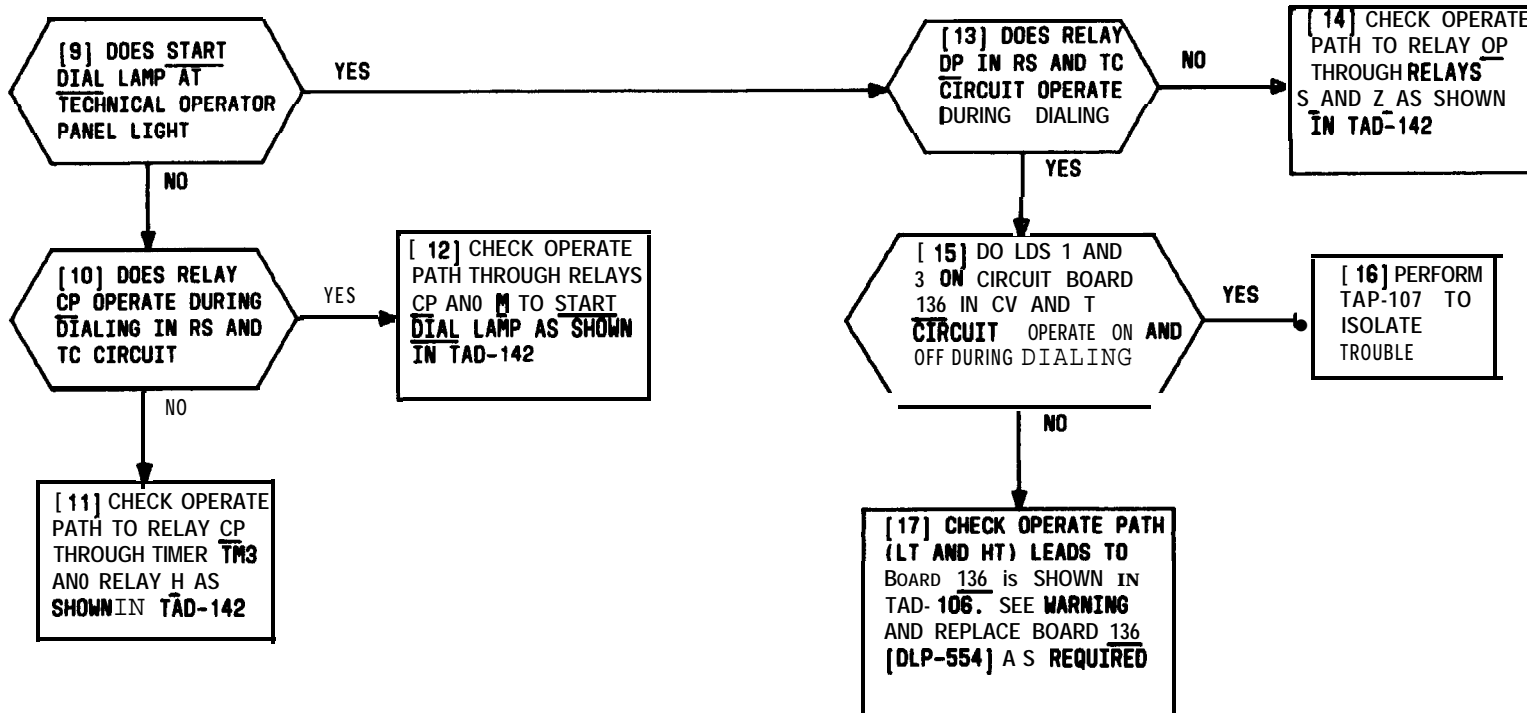 [9] DOES START
DIAL LAMP AT
TECHNICAL OPERATOR
PANEL LIGHT
YES
[13] DOES RELAY
DP IN RS AND TC
CIRCUIT OPERATE
DURING DIALING
NO
[14] CHECK OPERATE
PATH TO RELAY OP
THROUGH RELAYS
S AND Z AS SHOWN
IN TAD-142
NO
YES
[10] DOES RELAY
CP OPERATE DURING
DIALING IN RS AND
TC CIRCUIT
YES
[12] CHECK OPERATE
PATH THROUGH RELAYS
CP AN0 M TO START
DIAL LAMP AS SHOWN
IN TAD-142
[15] DO LDS 1 AND
3 ON CIRCUIT BOARD
136 IN CV AND T
CIRCUIT OPERATE ON AND
OFF DURING DIALING
YES
[16] PERFORM
TAP-107 TO
ISOLATE
TROUBLE
NO
NO
[11] CHECK OPERATE
PATH TO RELAY CP
THROUGH TIMER TM3
AN0 RELAY H AS
SHOWN IN TAD-142
[17] CHECK OPERATE PATH
(LT AND HT) LEADS TO
BOARD 136 is SHOWN IN
TAD-106. SEE WARNING
AND REPLACE BOARD 136
[DLP-554] A S REQUIRED